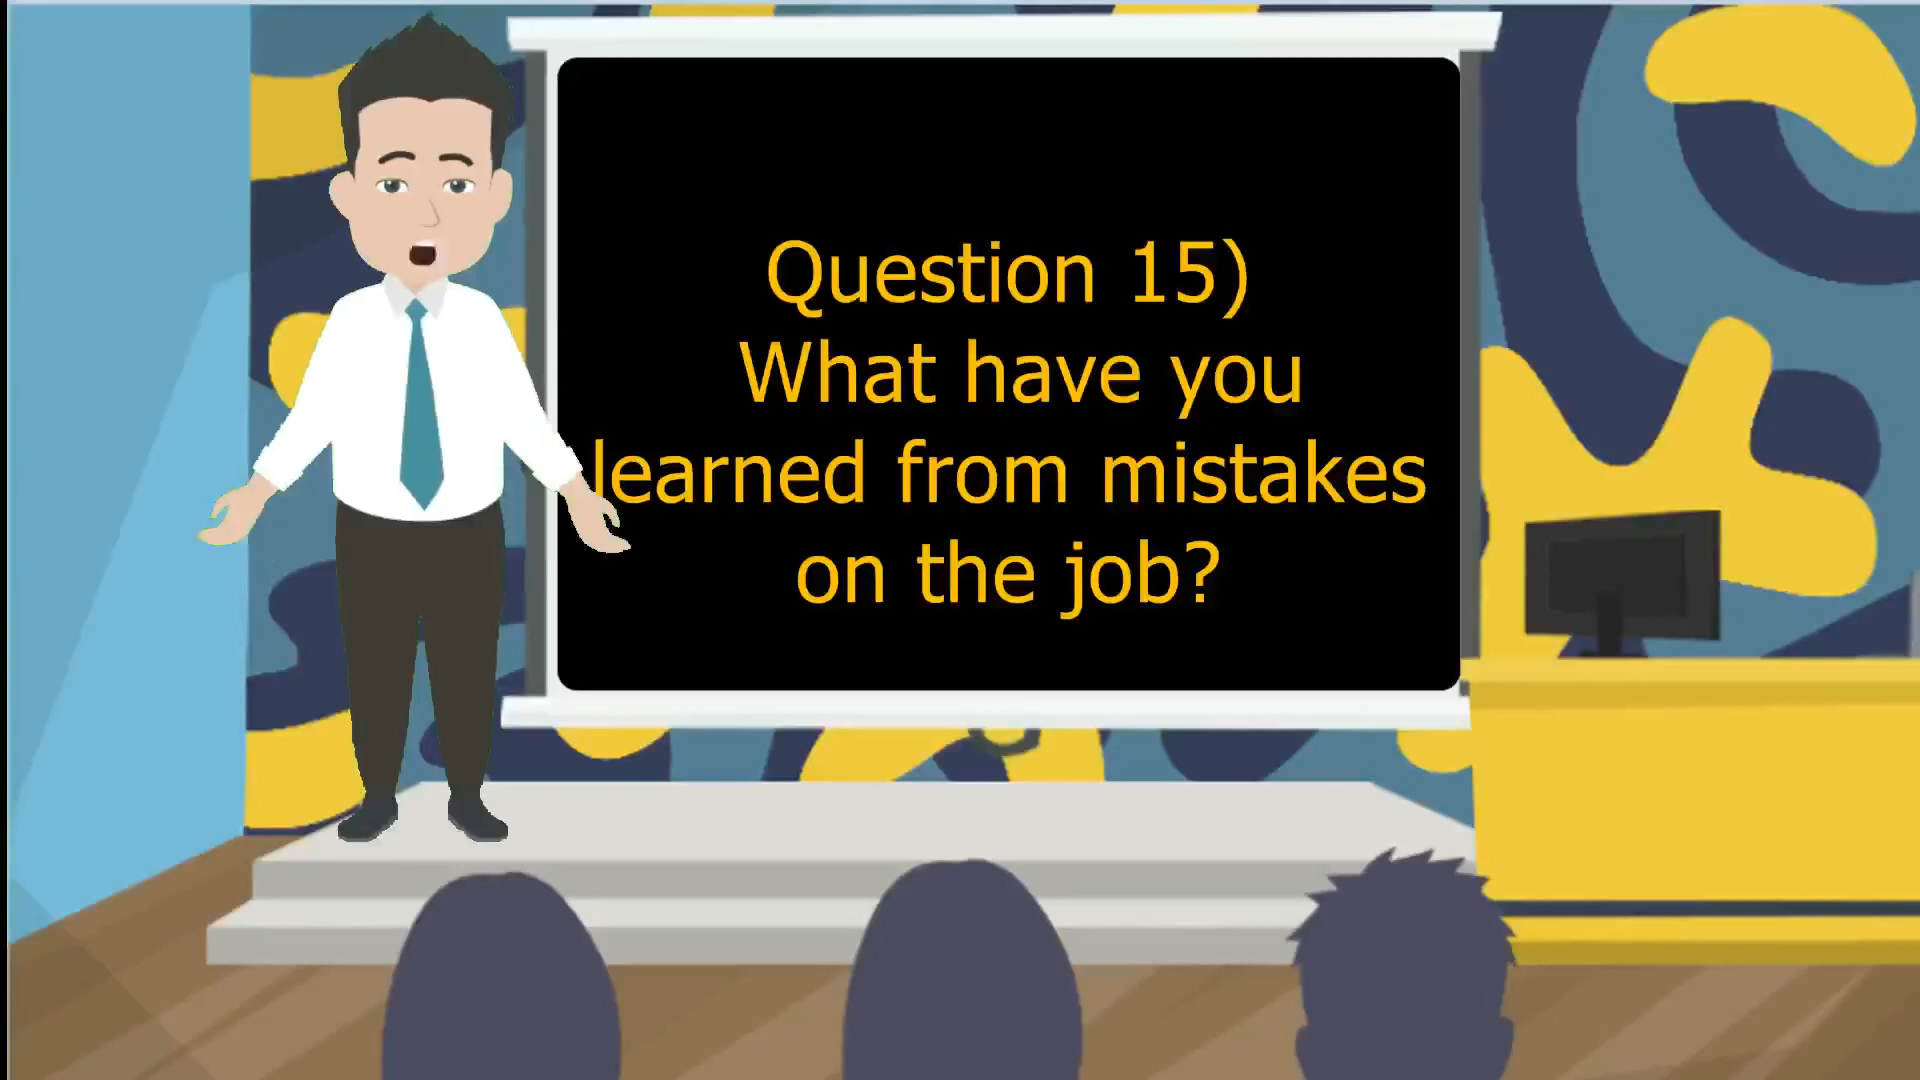 Question 15)
What have you
learned from mistakes
on the job?